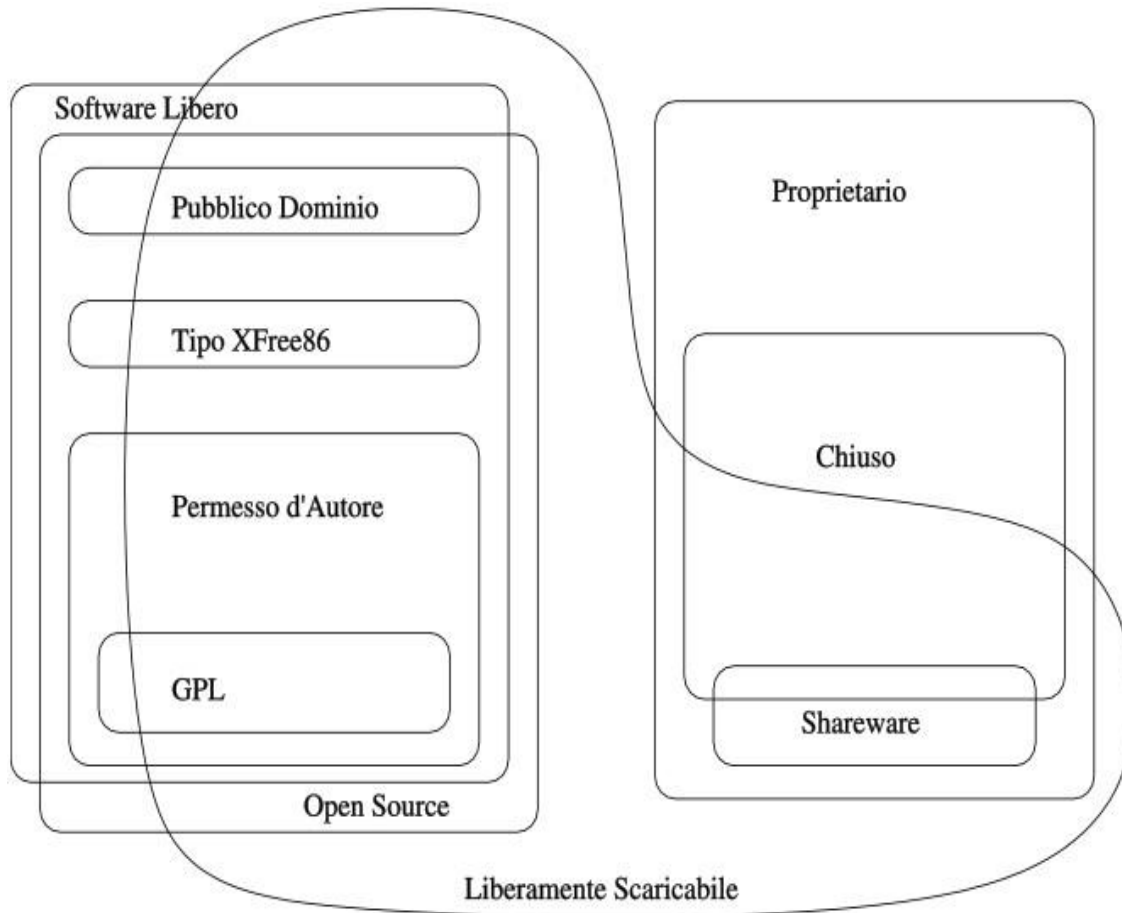 Software Libero
Pubblico Dominio
Tipo XFree86
Permesso d'Autore
GPL
Open Source
Proprietario
Chiuso
Shareware
Liberamente Scaricabile